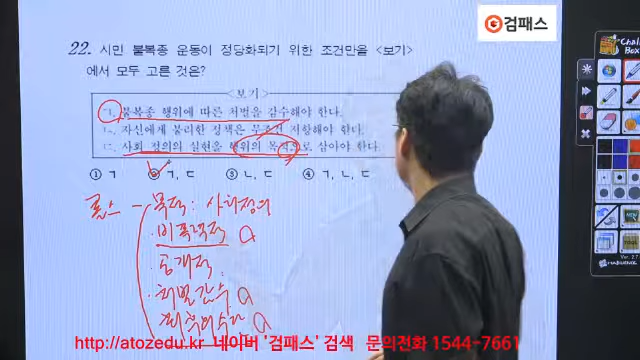 검패스
22. 시민 불복종 운동이 정당화되기 위한 조건만을 <보기>
에서 모두 고른 것은?
<보 기>
ㄱ. 불복종 행위에 따른 처벌을 감수해야 한다.
ㄴ. 자신에게 불리한 정책은 무조건 저항해야 한다.
ㄷ. 사회 정의의 실현을 행위의 목적으로 삼아야 한다.
① ㄱ ② ㄱ, ㄷ ③ ㄴ, ㄷ ④ ㄱ, ㄴ, ㄷ
롤스 - 목적 : 사회정의
· 비폭력적
· 공개적
· 처벌감수
최후의 수단
http://atozedu.kr 네이버 '검패스' 검색 문의전화 1544-7661